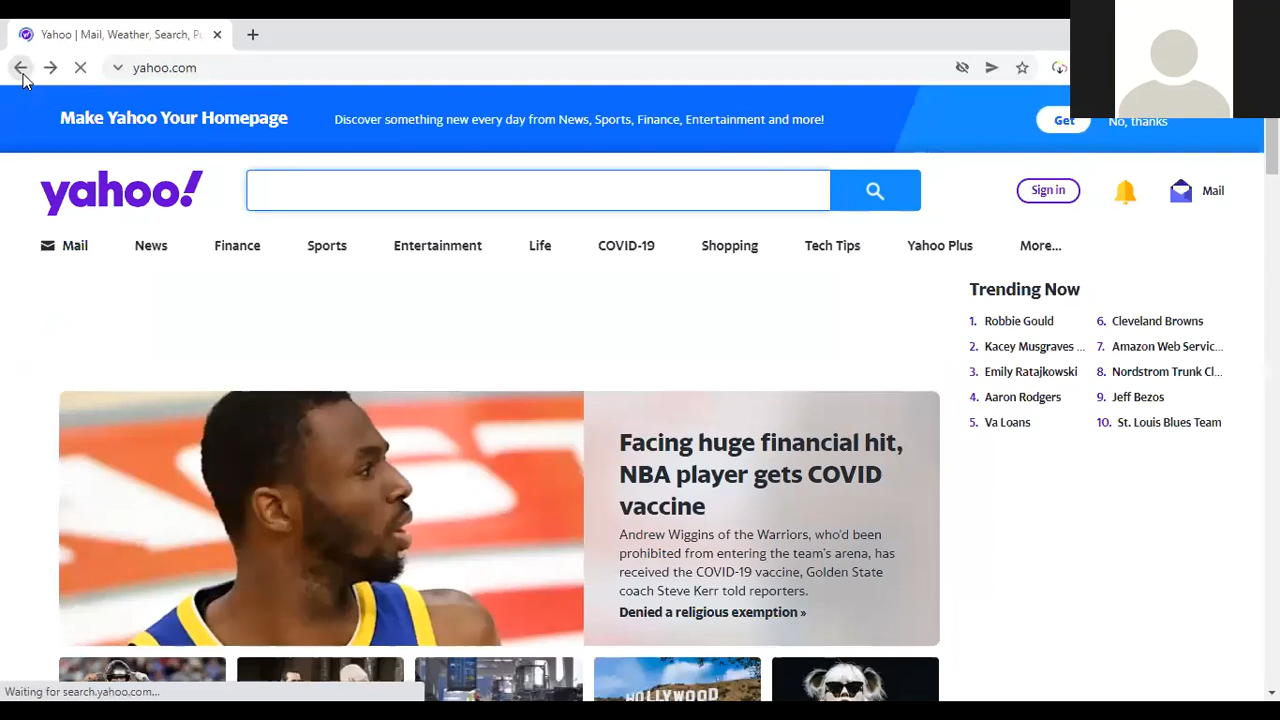 Yahoo | Mail, Weather, Search, Po
yahoo.com
Make Yahoo Your Homepage
Discover something new every day from News, Sports, Finance, Entertainment and more!
Get
No, thanks
yahoo!
Sign in
Mail
Mail
News
Finance
Sports
Entertainment
Life
COVID-19
Shopping
Tech Tips
Yahoo Plus
More...
Trending Now
1. Robbie Gould
2. Kacey Musgraves ...
3. Emily Ratajkowski
4. Aaron Rodgers
5. Va Loans
6. Cleveland Browns
7. Amazon Web Servic...
8. Nordstrom Trunk Cl...
9. Jeff Bezos
10. St. Louis Blues Team
Facing huge financial hit,
NBA player gets COVID
vaccine
Andrew Wiggins of the Warriors, who'd been
prohibited from entering the team's arena, has
received the COVID-19 vaccine, Golden State
coach Steve Kerr told reporters.
Denied a religious exemption »
HOLLYWOOD
Waiting for search.yahoo.com...